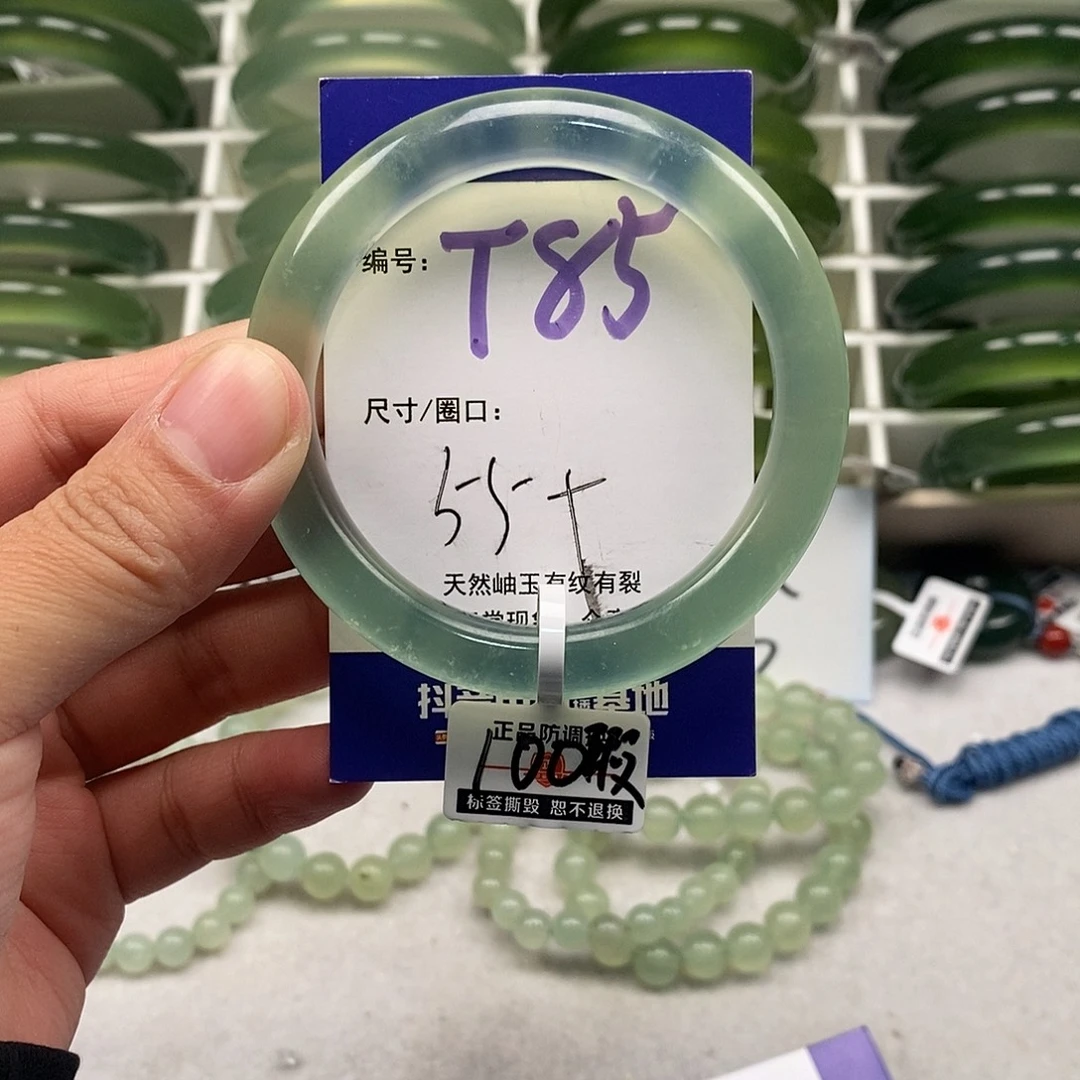 编号: T85
尺寸/圈口:
55+
天然岫玉有纹有裂
正品防调
100
标签撕毁 恕不退换